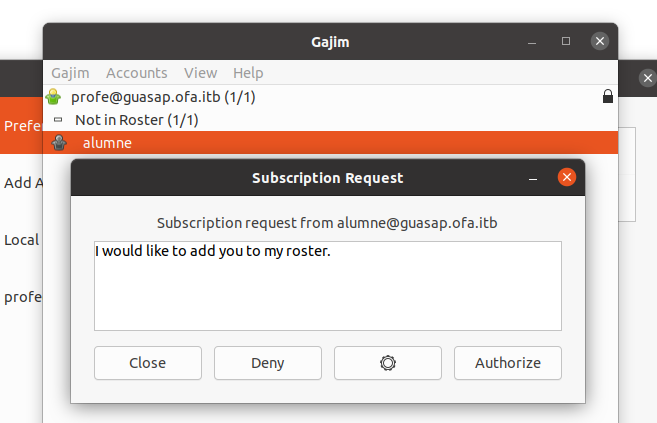 Gajim
Gajim Accounts View Help
profe@guasap.ofa.itb (1/1)
Not in Roster (1/1)
Prefer
alumne
Subscription Request
Add A
Subscription request from alumne@guasap.ofa.itb
Local
I would like to add you to my roster.
profe
Close Deny Authorize